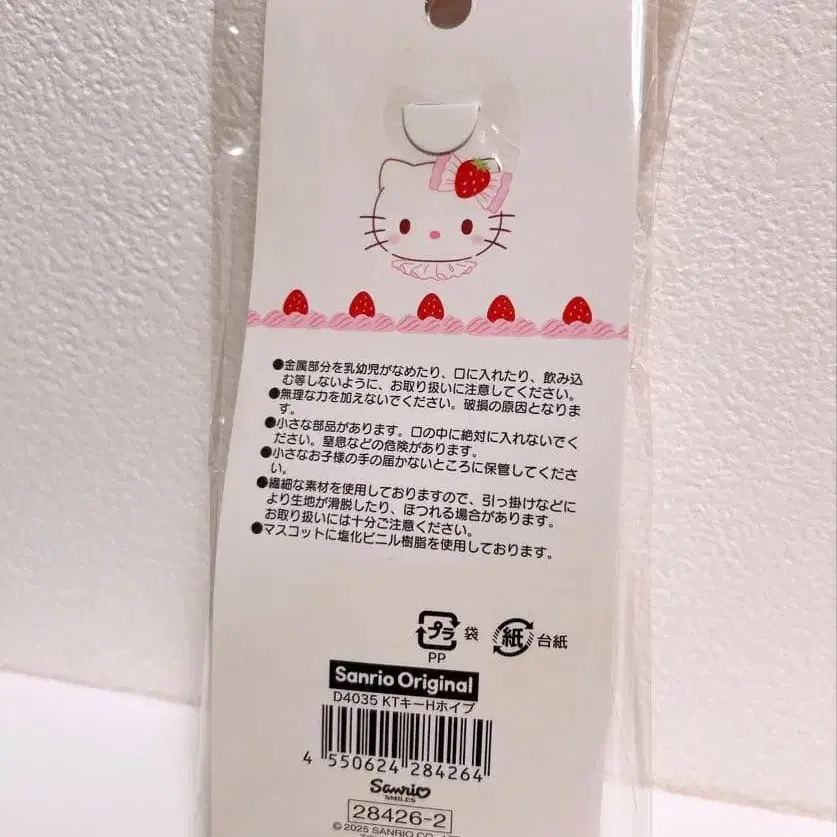 ●金属部分を乳幼児がなめたり、口に入れたり、飲み込
む等しないように、お取り扱いに注意してください。
●無理な力を加えないでください。破損の原因となりま
す。
●小さな部品があります。口の中に絶対に入れないでく
ださい。窒息などの危険があります。
●小さなお子様の手の届かないところに保管してくださ
い。
●繊細な素材を使用しておりますので、引っ掛けなどに
より生地が滑脱したり、ほつれる場合があります。
お取り扱いには十分ご注意ください。
●マスコットに塩化ビニル樹脂を使用しております。
プラ 袋 紙 台紙
PP
Sanrio Original
D4035 KTキーHホイプ
4 550624 284264
Sanrio
SMILES
28426-2
© 2025 SANRIO CO., LTD.